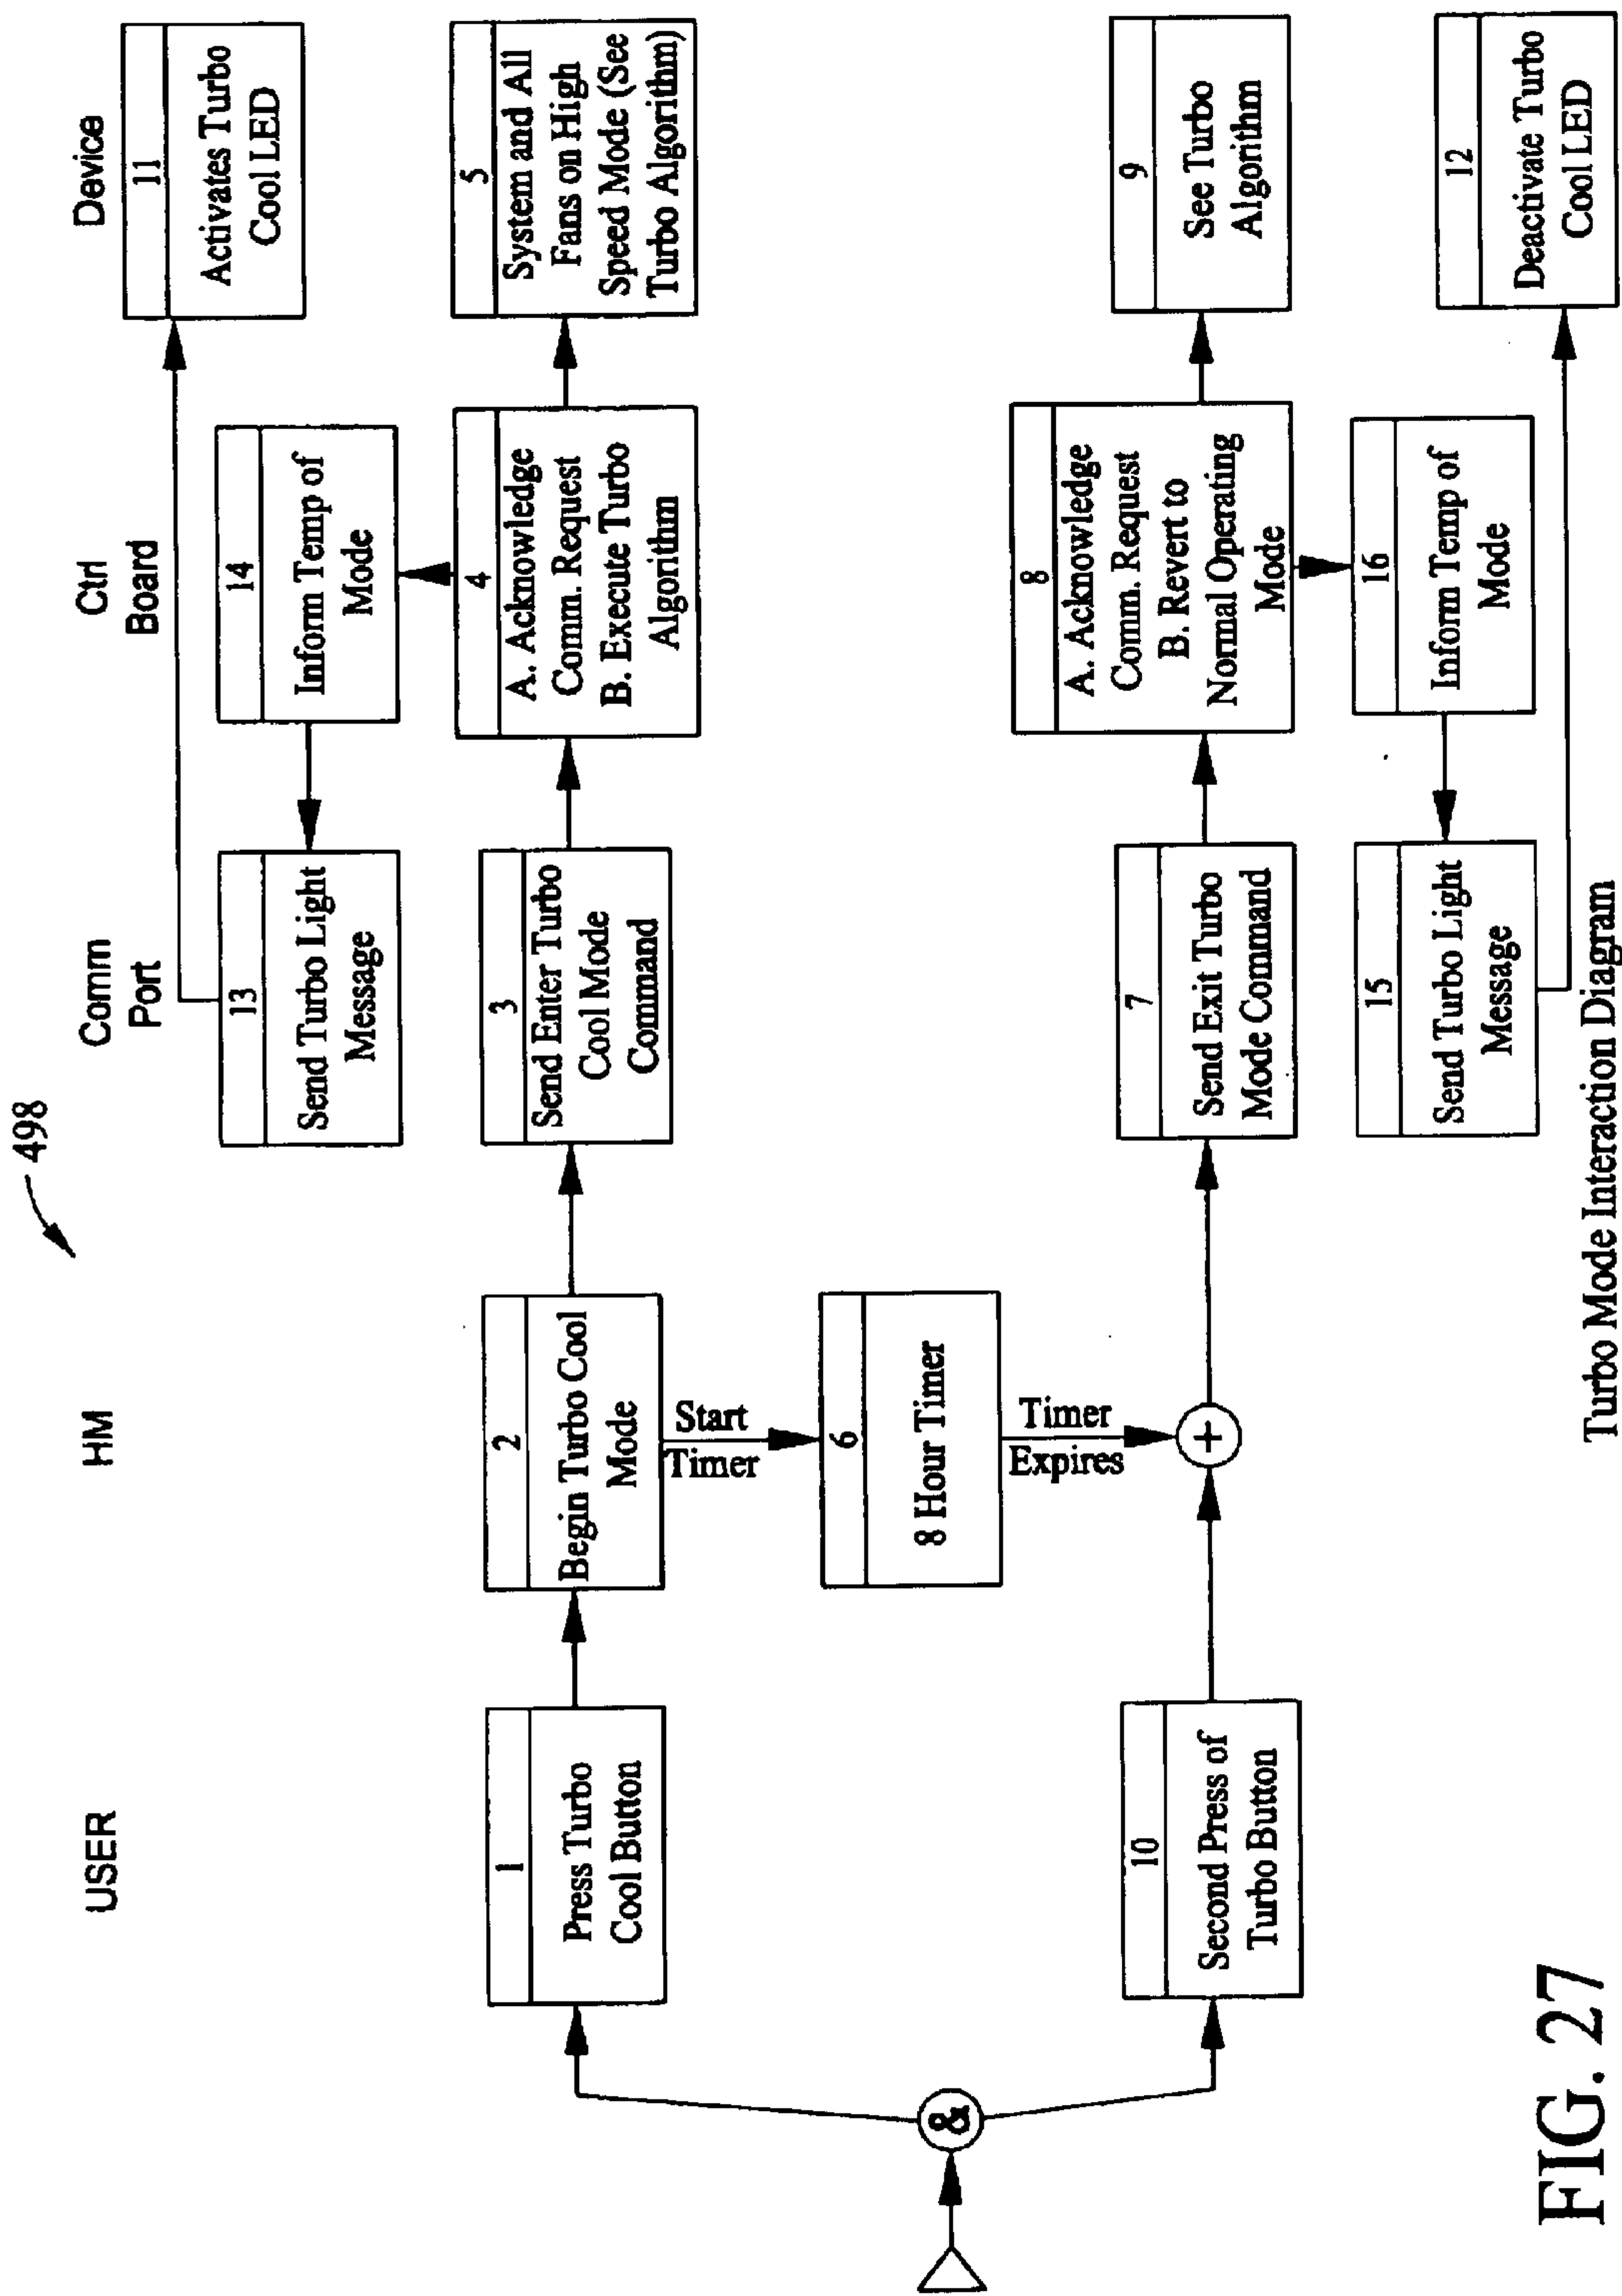 498
USER
HM
Comm
Port
Ctrl
Board
Device
11
Activates Turbo
Cool LED
13
Send Turbo Light
Message
14
Inform Temp of
Mode
1
Press Turbo
Cool Button
2
Begin Turbo Cool
Mode
3
Send Enter Turbo
Cool Mode
Command
4
A. Acknowledge
Comm. Request
B. Execute Turbo
Algorithm
5
System and All
Fans on High
Speed Mode (See
Turbo Algorithm)
Start
Timer
6
8 Hour Timer
Timer
Expires
&
+
10
Second Press of
Turbo Button
7
Send Exit Turbo
Mode Command
8
A. Acknowledge
Comm. Request
B. Revert to
Normal Operating
Mode
9
See Turbo
Algorithm
15
Send Turbo Light
Message
16
Inform Temp of
Mode
12
Deactivate Turbo
Cool LED
Turbo Mode Interaction Diagram
FIG. 27